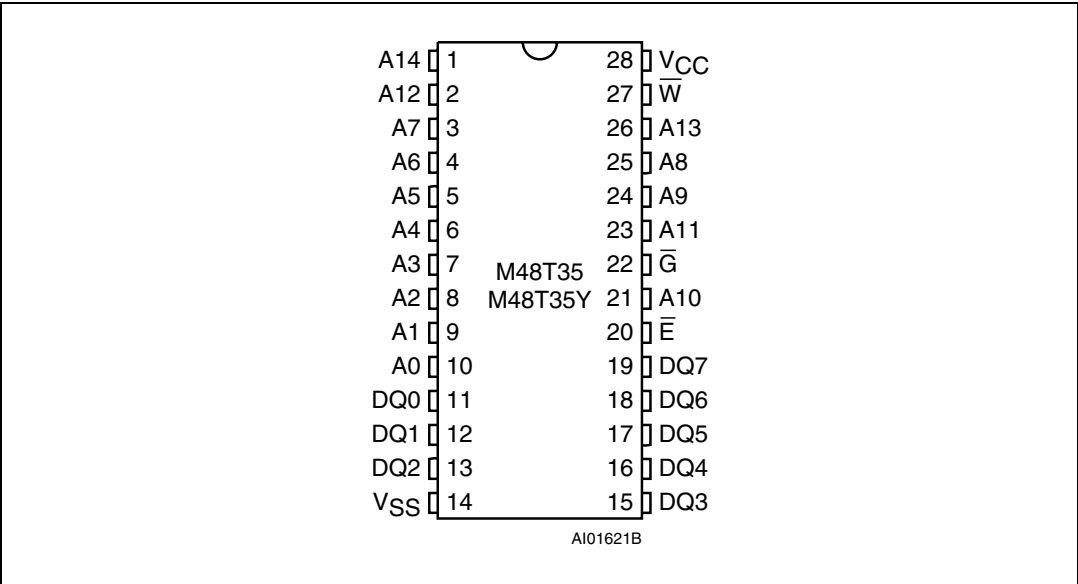 A14 1 28 VCC
A12 2 27 W̅
A7 3 26 A13
A6 4 25 A8
A5 5 24 A9
A4 6 23 A11
A3 7 22 G̅
M48T35
A2 8 21 A10
M48T35Y
A1 9 20 E̅
A0 10 19 DQ7
DQ0 11 18 DQ6
DQ1 12 17 DQ5
DQ2 13 16 DQ4
VSS 14 15 DQ3
AI01621B